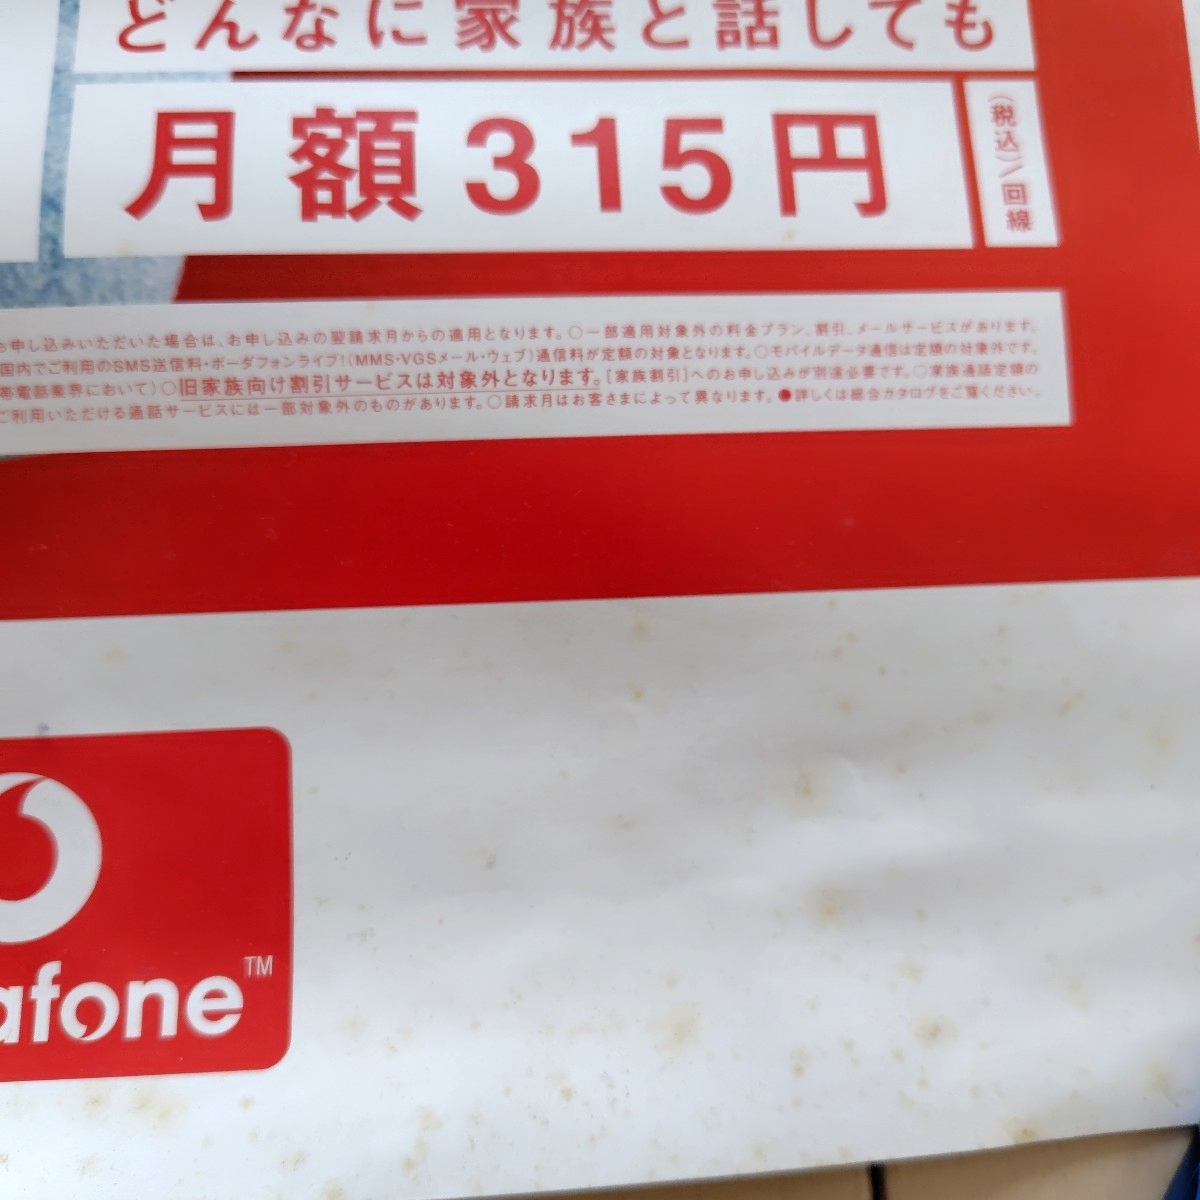 どんなに家族と話しても
月額315円
(税込)/回線
お申し込みいただいた場合は、お申し込みの翌請求月からの適用となります。○一部適用対象外の料金プラン、割引、メールサービスがあります。
国内でご利用のSMS送信料・ボーダフォンライブ!(MMS・VGSメール・ウェブ)通信料が定額の対象となります。○モバイルデータ通信は定額の対象外です。
帯電話業界において)○旧家族向け割引サービスは対象外となります。[家族割引]へのお申し込みが別途必要です。○家族通話定額の
ご利用いただける通話サービスには一部対象外のものがあります。○請求月はお客さまによって異なります。●詳しくは総合カタログをご覧ください。
afone™